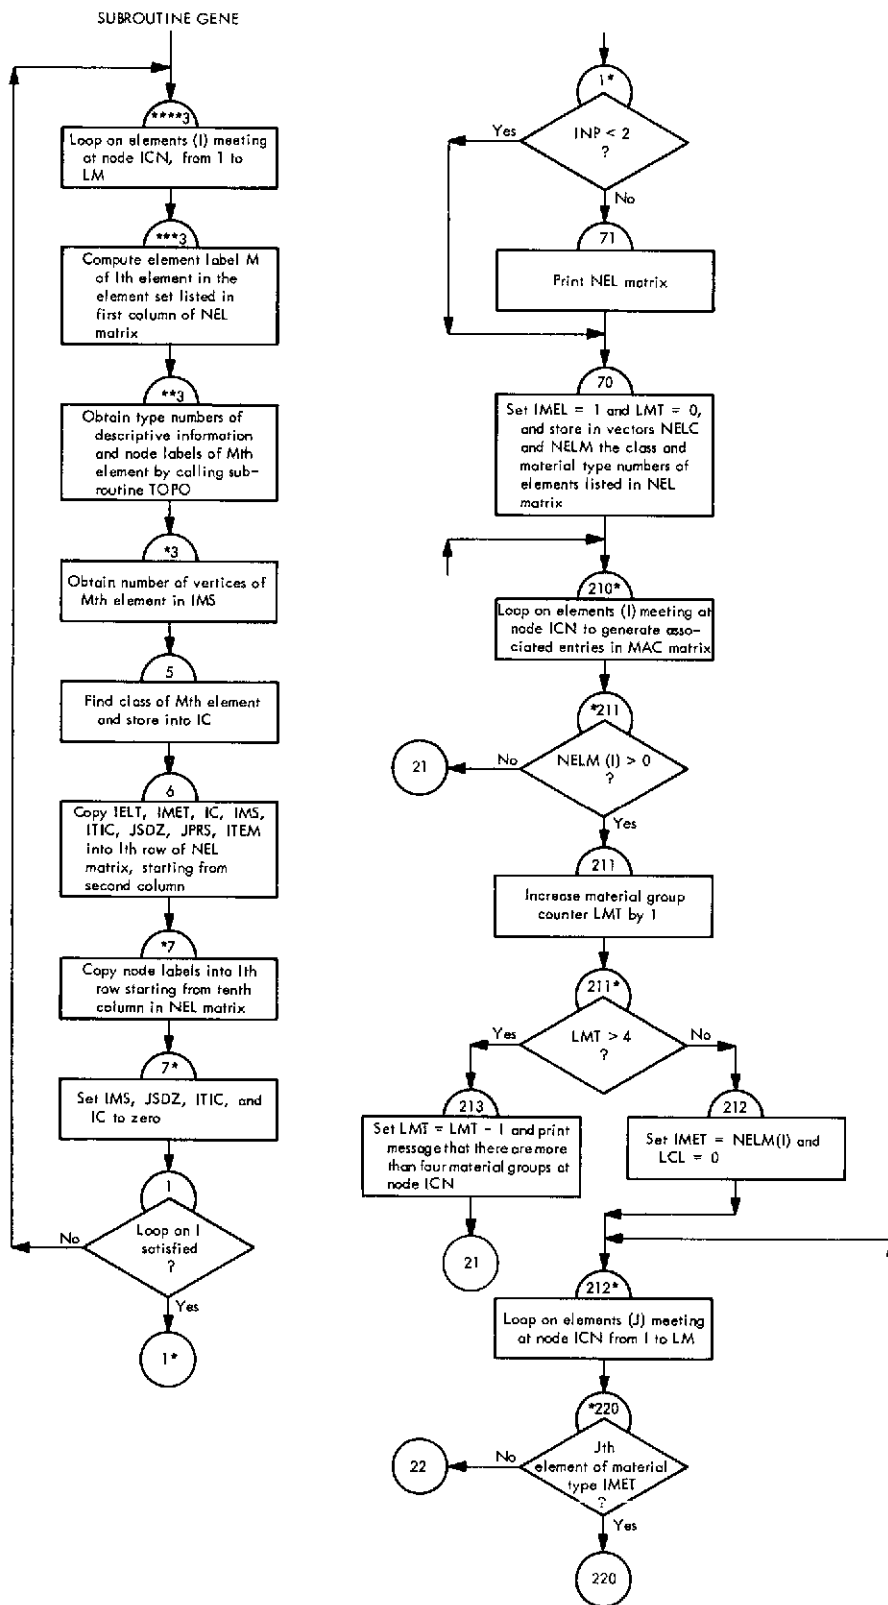 SUBROUTINE GENE
****3
Loop on elements (I) meeting
at node ICN, from 1 to
LM
***3
Compute element label M
of Ith element in the
element set listed in
first column of NEL
matrix
**3
Obtain type numbers of
descriptive information
and node labels of Mth
element by calling sub-
routine TOPO
*3
Obtain number of vertices of
Mth element in IMS
5
Find class of Mth element
and store into IC
6
Copy IELT, IMET, IC, IMS,
ITIC, JSDZ, JPRS, ITEM
into Ith row of NEL
matrix, starting from
second column
*7
Copy node labels into Ith
row starting from tenth
column in NEL matrix
7*
Set IMS, JSDZ, ITIC, and
IC to zero
1
Loop on I
satisfied
?
No
Yes
1*
1*
INP < 2
?
Yes
No
71
Print NEL matrix
70
Set IMEL = 1 and LMT = 0,
and store in vectors NELC
and NELM the class and
material type numbers of
elements listed in NEL
matrix
210*
Loop on elements (I) meeting at
node ICN to generate asso-
ciated entries in MAC matrix
*211
NELM (I) > 0
?
No
21
Yes
211
Increase material group
counter LMT by 1
211*
LMT > 4
?
Yes
No
213
Set LMT = LMT - 1 and print
message that there are more
than four material groups at
node ICN
21
212
Set IMET = NELM(I) and
LCL = 0
212*
Loop on elements (J) meeting
at node ICN from I to LM
*220
Jth
element of material
type IMET
?
No
22
Yes
220